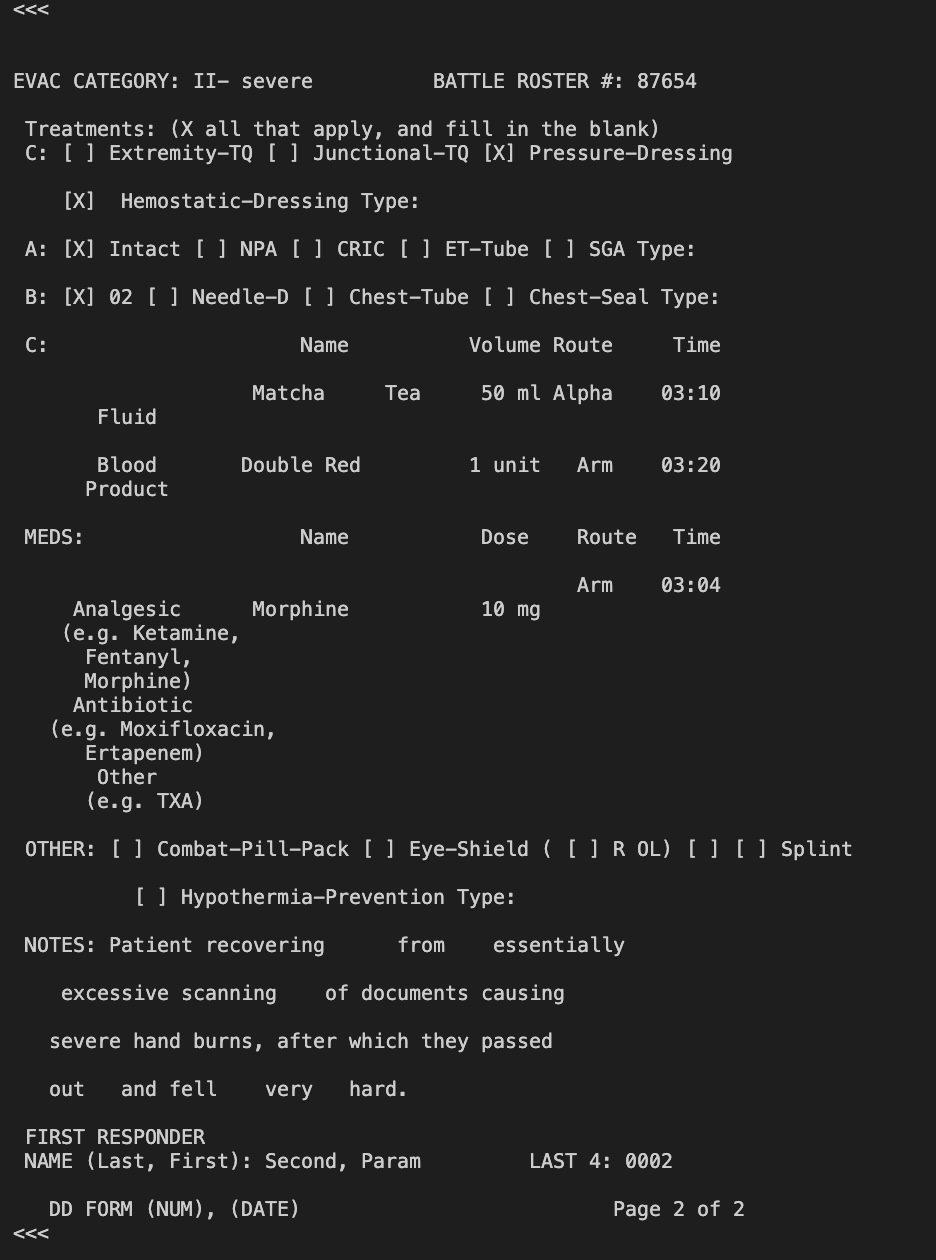 <<<
EVAC CATEGORY: II- severe BATTLE ROSTER #: 87654
Treatments: (X all that apply, and fill in the blank)
C: [ ] Extremity-TQ [ ] Junctional-TQ [X] Pressure-Dressing
[X] Hemostatic-Dressing Type:
A: [X] Intact [ ] NPA [ ] CRIC [ ] ET-Tube [ ] SGA Type:
B: [X] 02 [ ] Needle-D [ ] Chest-Tube [ ] Chest-Seal Type:
C: Name Volume Route Time
Matcha Tea 50 ml Alpha 03:10
Fluid
Blood Double Red 1 unit Arm 03:20
Product
MEDS: Name Dose Route Time
Arm 03:04
Analgesic Morphine 10 mg
(e.g. Ketamine,
Fentanyl,
Morphine)
Antibiotic
(e.g. Moxifloxacin,
Ertapenem)
Other
(e.g. TXA)
OTHER: [ ] Combat-Pill-Pack [ ] Eye-Shield ( [ ] R OL) [ ] [ ] Splint
[ ] Hypothermia-Prevention Type:
NOTES: Patient recovering from essentially
excessive scanning of documents causing
severe hand burns, after which they passed
out and fell very hard.
FIRST RESPONDER
NAME (Last, First): Second, Param LAST 4: 0002
DD FORM (NUM), (DATE) Page 2 of 2
<<<